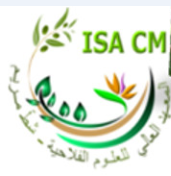 ISA CM
المعهد العالي للعلوم الفلاحية - شط مريم